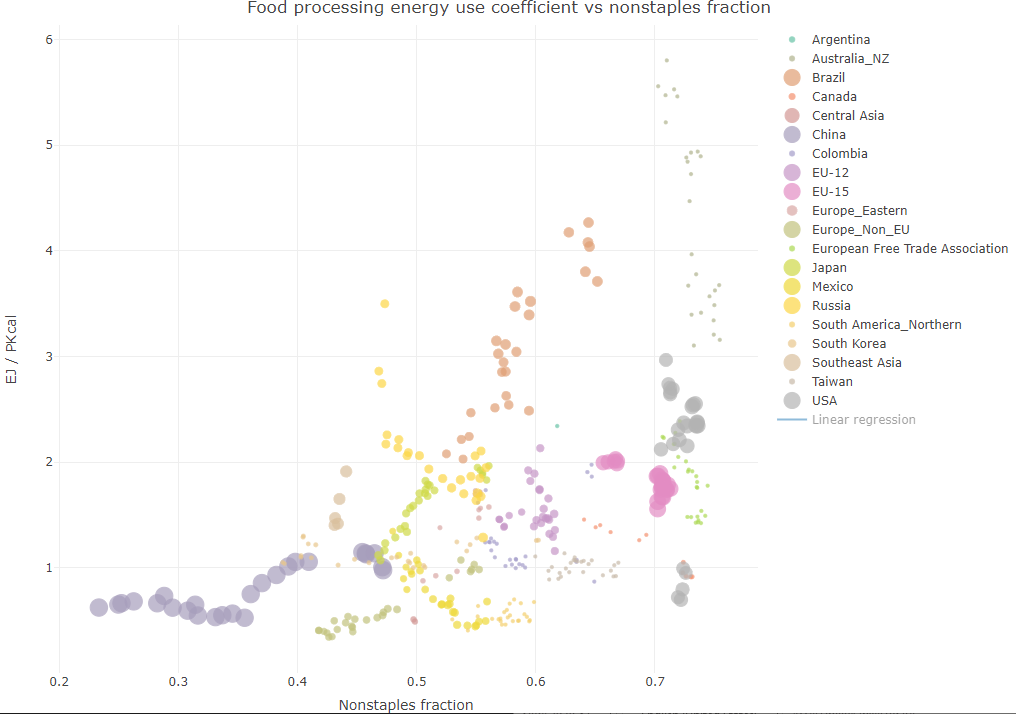 Food processing energy use coefficient vs nonstaples fraction
6
5
4
3
2
1
EJ / PKcal
0.2
0.3
0.4
0.5
0.6
0.7
Nonstaples fraction
Argentina
Australia_NZ
Brazil
Canada
Central Asia
China
Colombia
EU-12
EU-15
Europe_Eastern
Europe_Non_EU
European Free Trade Association
Japan
Mexico
Russia
South America_Northern
South Korea
Southeast Asia
Taiwan
USA
Linear regression